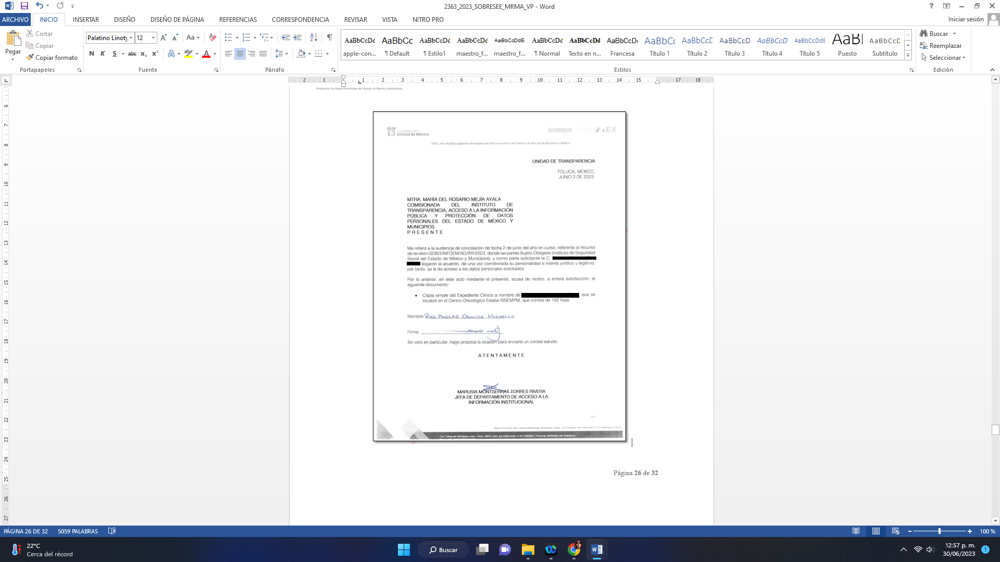 2363_2023_SOBRESEE_MRMA_VP - Word
ARCHIVO INICIO INSERTAR DISEÑO DISEÑO DE PÁGINA REFERENCIAS CORRESPONDENCIA REVISAR VISTA NITRO PRO
Iniciar sesión
Pegar
Cortar
Copiar
Copiar formato
Portapapeles
Palatino Linoty 12
N K S abc x₂ x²
Fuente
Párrafo
AaBbCcDd AaBbCc AaBbCcDd AaBbCcDd AaBbCcDdE AaBbCcDd AaBbCcDd AaBbCcDc AaBbC AaBbCcD AaBbCcD AaBbCcD AaBbCcDdE AaBl AaBbCcD
apple-con... ¶ Default ¶ Estilo1 maestro_f... maestro_f... ¶ Normal Texto en n... Francesa Título 1 Título 2 Título 3 Título 4 Título 5 Puesto Subtítulo
Estilos
Buscar
Reemplazar
Seleccionar
Edición
2 1 1 2 3 4 5 6 7 8 9 10 11 12 13 14 15 17 18
Protección de Datos Personales del Estado de México y Municipios
GOBIERNO DEL
ESTADO DE MÉXICO
issemym
"2023. Año del Septuagésimo Aniversario del Reconocimiento del Derecho al Voto de las Mujeres en México"
UNIDAD DE TRANSPARENCIA
TOLUCA, MÉXICO,
JUNIO 2 DE 2023.
MTRA. MARÍA DEL ROSARIO MEJÍA AYALA
COMISIONADA DEL INSTITUTO DE
TRANSPARENCIA, ACCESO A LA INFORMACIÓN
PÚBLICA Y PROTECCIÓN DE DATOS
PERSONALES DEL ESTADO DE MÉXICO Y
MUNICIPIOS
P R E S E N T E
Me refiero a la audiencia de conciliación de fecha 2 de junio del año en curso, referente al recurso
de revisión 02363/INFOEM/AD/RR/2023, donde las partes Sujeto Obligado (Instituto de Seguridad
Social del Estado de México y Municipios), y como parte solicitante la C.
llegaron al acuerdo, de una vez corroborada su personalidad e interés jurídico y legítimo,
por tanto, se le da acceso a los datos personales solicitados.
Por lo anterior, en este acto mediante el presente, acusa de recibo, a entera satisfacción, el
siguiente documento:
• Copia simple del Expediente Clínico a nombre de , que se
localizó en el Centro Oncológico Estatal ISSEMYM, que consta de 162 fojas.
Nombre: RICO AVELAR DENISSE MICHELLE
Firma:
Sin otro en particular, hago propicia la ocasión para enviarle un cordial saludo.
A T E N T A M E N T E
MARUSIA MONTSERRAT TORRES RIVERA
JEFA DE DEPARTAMENTO DE ACCESO A LA
INFORMACIÓN INSTITUCIONAL
1/1
INSTITUTO DE SEGURIDAD SOCIAL DEL ESTADO DE MÉXICO Y MUNICIPIOS
Av. Miguel Hidalgo pte. núm. 600, col. La Merced, C.P. 50080, Toluca, Estado de México.
Página 26 de 32
PÁGINA 26 DE 32 5059 PALABRAS
100 %
22°C
Cerca del récord
Buscar
12:57 p. m.
30/06/2023
1